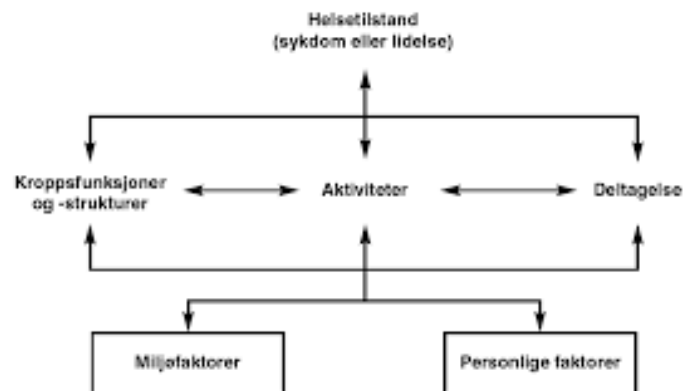 Helsetilstand
(sykdom eller lidelse)
Kroppsfunksjoner
og -strukturer
Aktiviteter
Deltagelse
Miljøfaktorer
Personlige faktorer